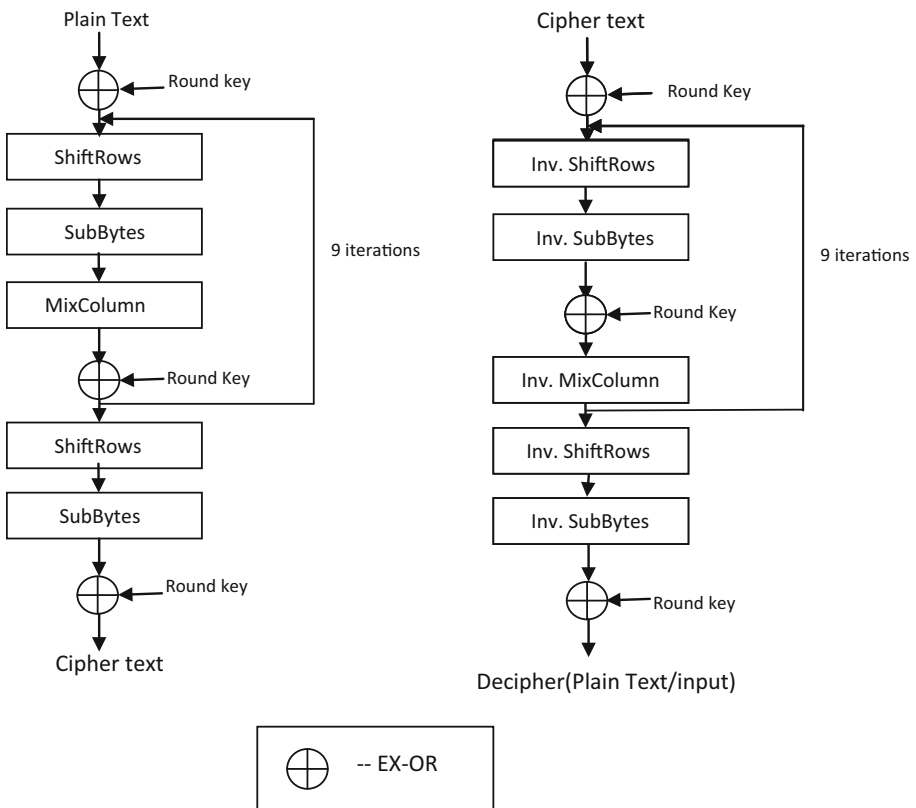 Plain Text
Round key
ShiftRows
SubBytes
9 iterations
MixColumn
Round Key
ShiftRows
SubBytes
Round key
Cipher text
Cipher text
Round Key
Inv. ShiftRows
Inv. SubBytes
9 iterations
Round Key
Inv. MixColumn
Inv. ShiftRows
Inv. SubBytes
Round key
Decipher(Plain Text/input)
-- EX-OR